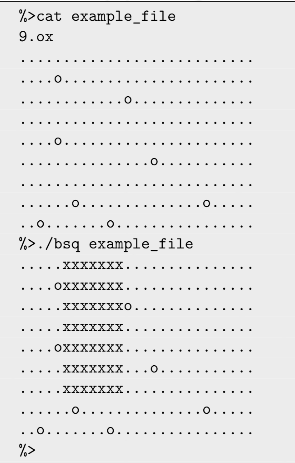 %>cat example_file
9.ox
...........................
....o......................
............o..............
...........................
....o......................
...............o...........
...........................
......o..............o.....
..o.......o................
%>./bsq example_file
.....xxxxxxx...............
....oxxxxxxx...............
.....xxxxxxxo..............
.....xxxxxxx...............
....oxxxxxxx...............
.....xxxxxxx...o...........
.....xxxxxxx...............
......o..............o.....
..o.......o................
%>